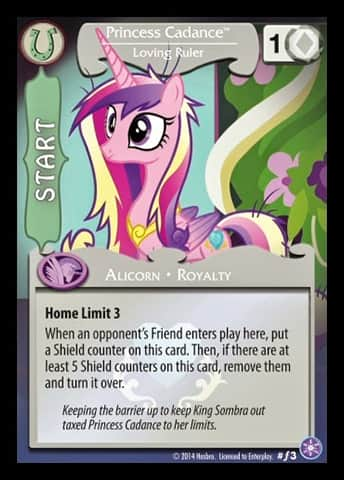 Princess Cadance™
Loving Ruler
1
START
Alicorn • Royalty
Home Limit 3
When an opponent's Friend enters play here, put
a Shield counter on this card. Then, if there are at
least 5 Shield counters on this card, remove them
and turn it over.
Keeping the barrier up to keep King Sombra out
taxed Princess Cadance to her limits.
© 2014 Hasbro. Licensed to Enterplay. #ƒ3